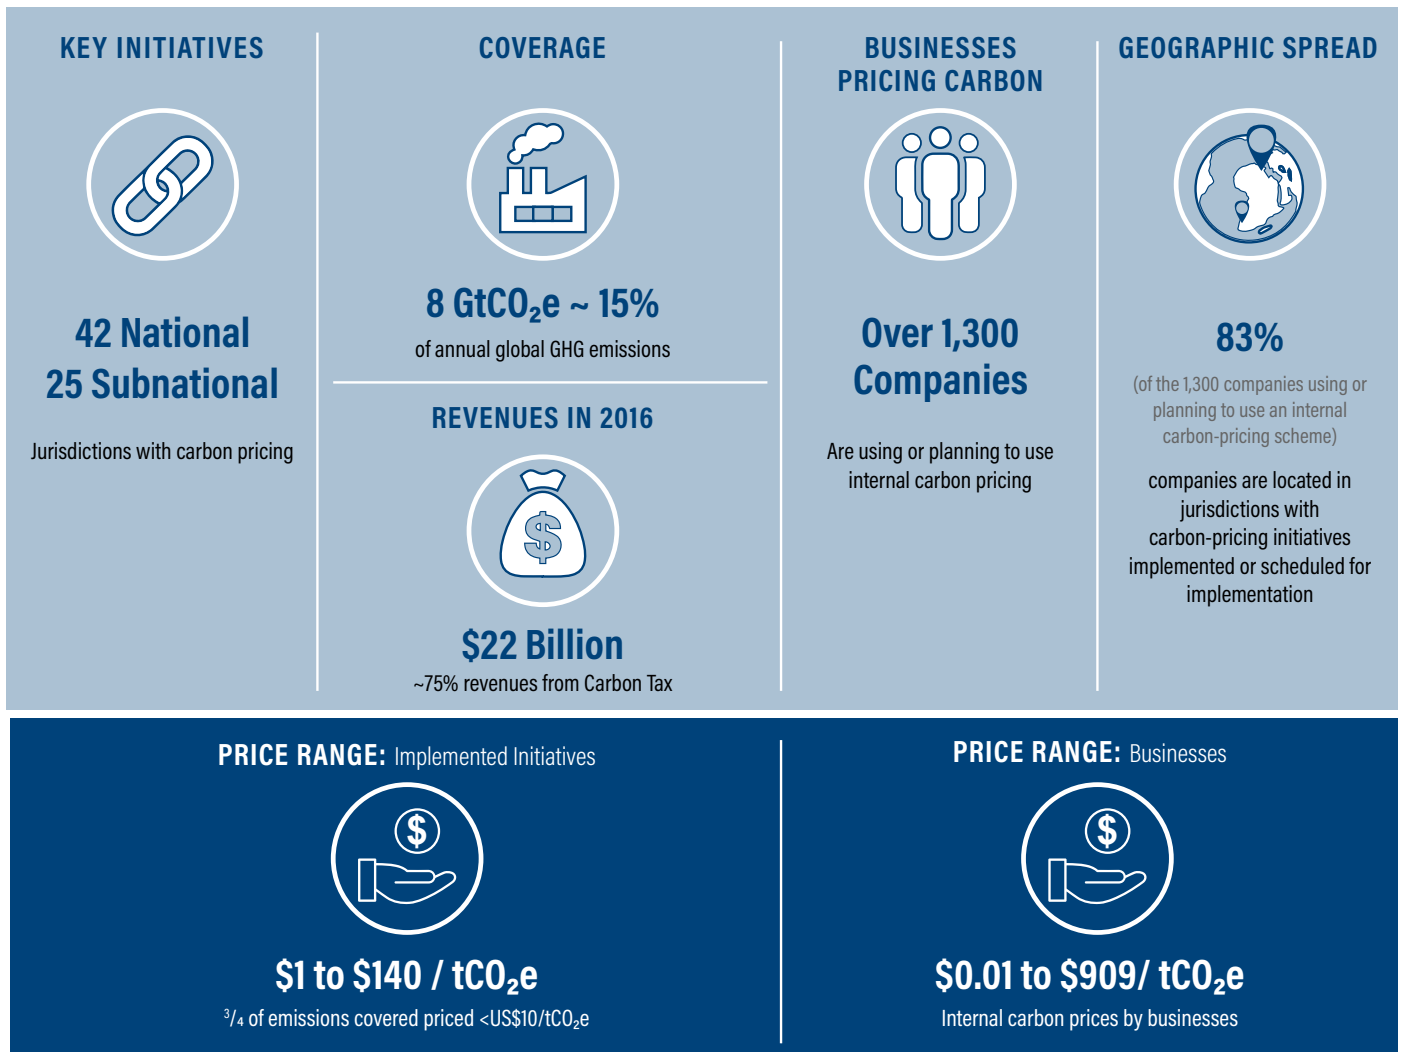 KEY INITIATIVES
42 National
25 Subnational
Jurisdictions with carbon pricing
COVERAGE
8 GtCO₂e ~ 15%
of annual global GHG emissions
REVENUES IN 2016
$
$22 Billion
~75% revenues from Carbon Tax
BUSINESSES
PRICING CARBON
Over 1,300
Companies
Are using or planning to use
internal carbon pricing
GEOGRAPHIC SPREAD
83%
(of the 1,300 companies using or
planning to use an internal
carbon-pricing scheme)
companies are located in
jurisdictions with
carbon-pricing initiatives
implemented or scheduled for
implementation
PRICE RANGE: Implemented Initiatives
$
$1 to $140 / tCO₂e
³/₄ of emissions covered priced <US$10/tCO₂e
PRICE RANGE: Businesses
$
$0.01 to $909/ tCO₂e
Internal carbon prices by businesses